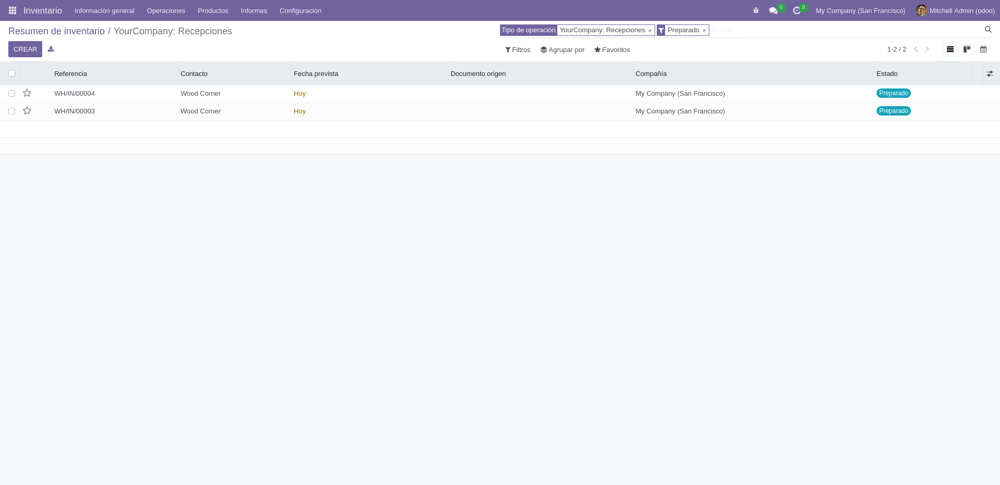 Inventario Información general Operaciones Productos Informes Configuración 6 8 My Company (San Francisco) Mitchell Admin (odoo)
Resumen de inventario / YourCompany: Recepciones Tipo de operación YourCompany: Recepciones × Preparado × Buscar...
CREAR Filtros Agrupar por Favoritos 1-2 / 2
Referencia Contacto Fecha prevista Documento origen Compañía Estado
WH/IN/00004 Wood Corner Hoy My Company (San Francisco) Preparado
WH/IN/00003 Wood Corner Hoy My Company (San Francisco) Preparado